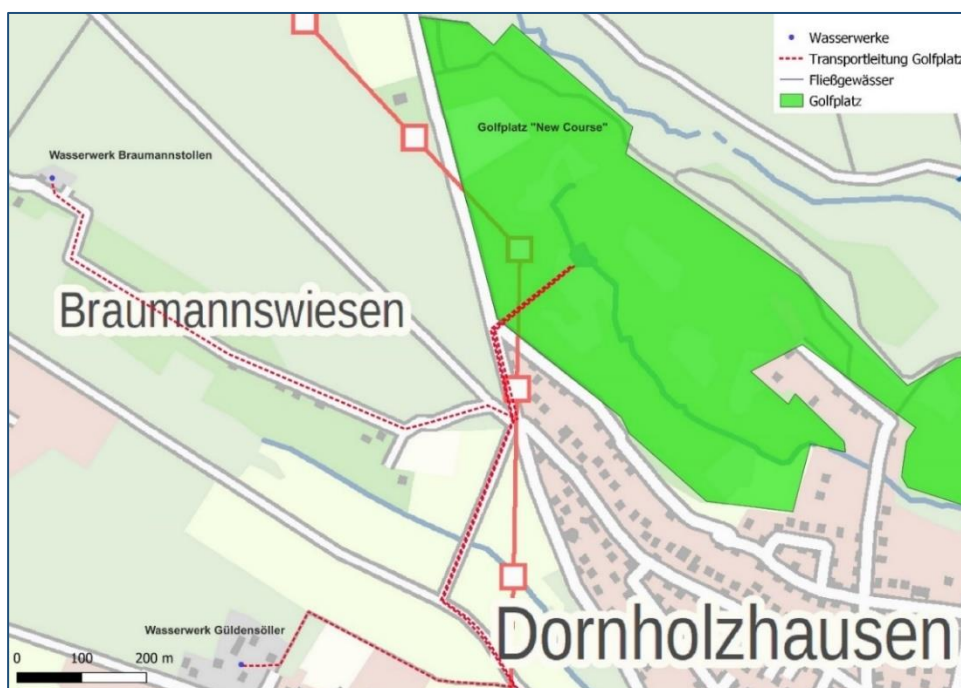 Wasserwerke
Transportleitung Golfplatz
Fließgewässer
Golfplatz
Golfplatz "New Course"
Wasserwerk Braumannstollen
Braumannswiesen
Wasserwerk Güldensöller
Dornholzhausen
0 100 200 m